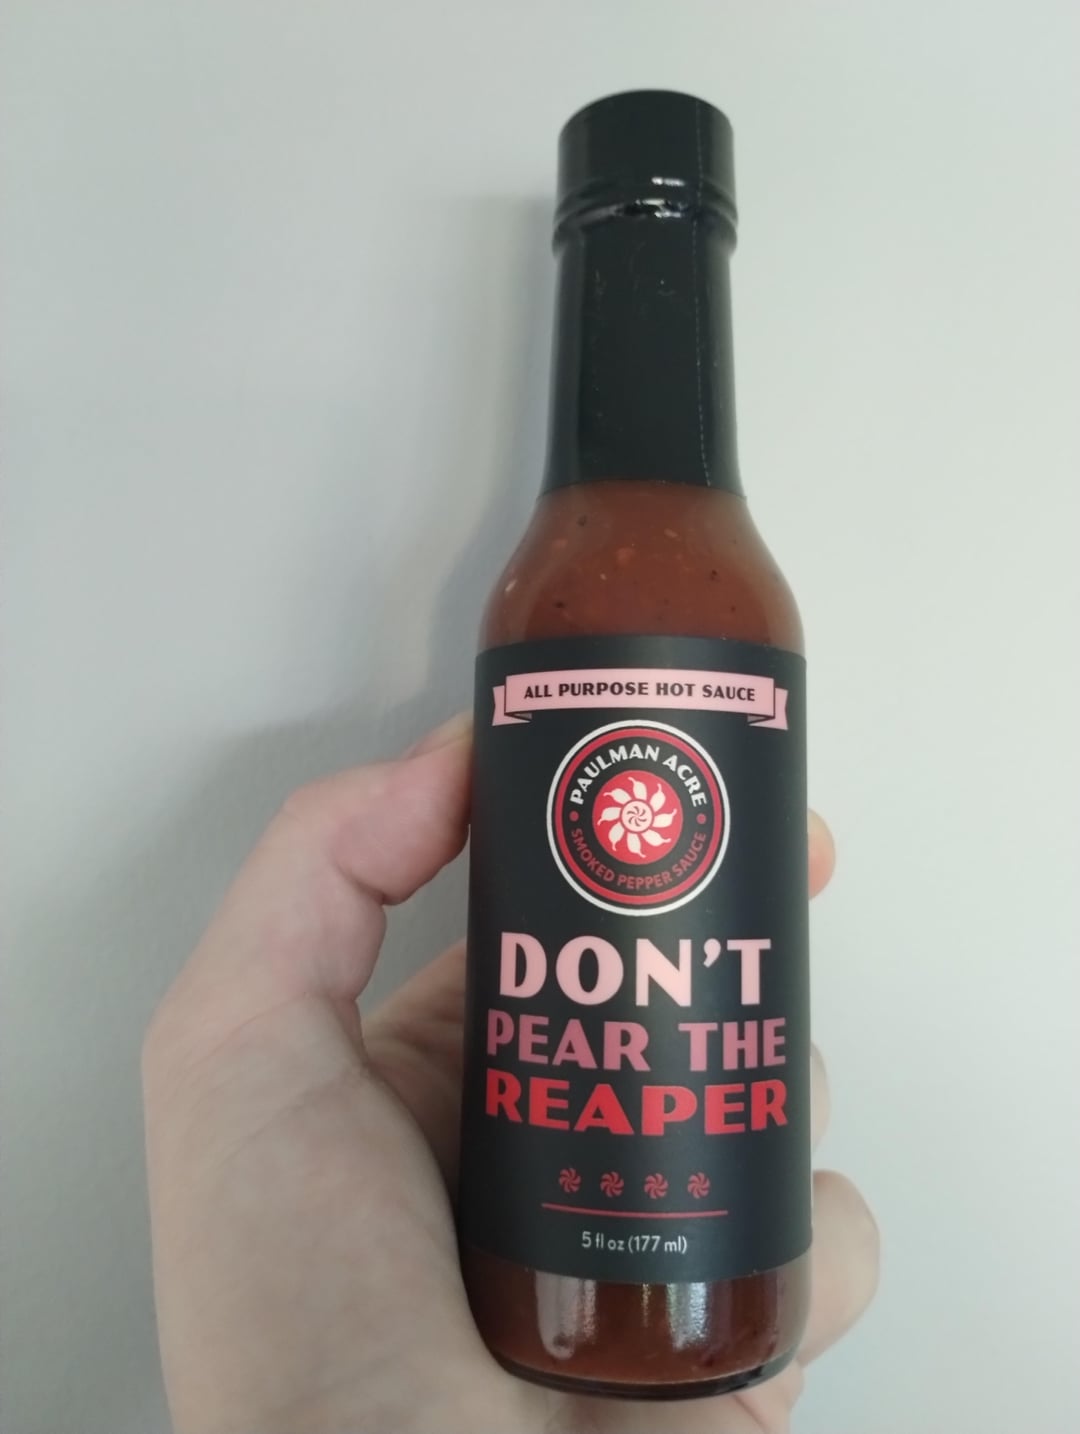 ALL PURPOSE HOT SAUCE
PAULMAN ACRE
SMOKED PEPPER SAUCE
DON'T
PEAR THE
REAPER
5 fl oz (177 ml)